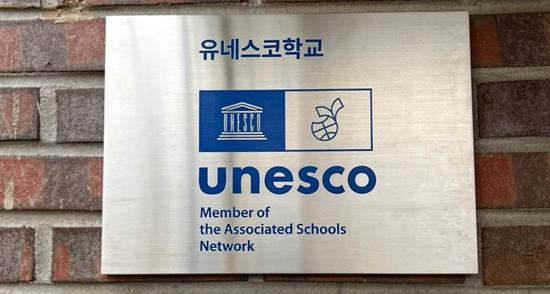 유네스코학교
UNESCO
unesco
Member of
the Associated Schools
Network